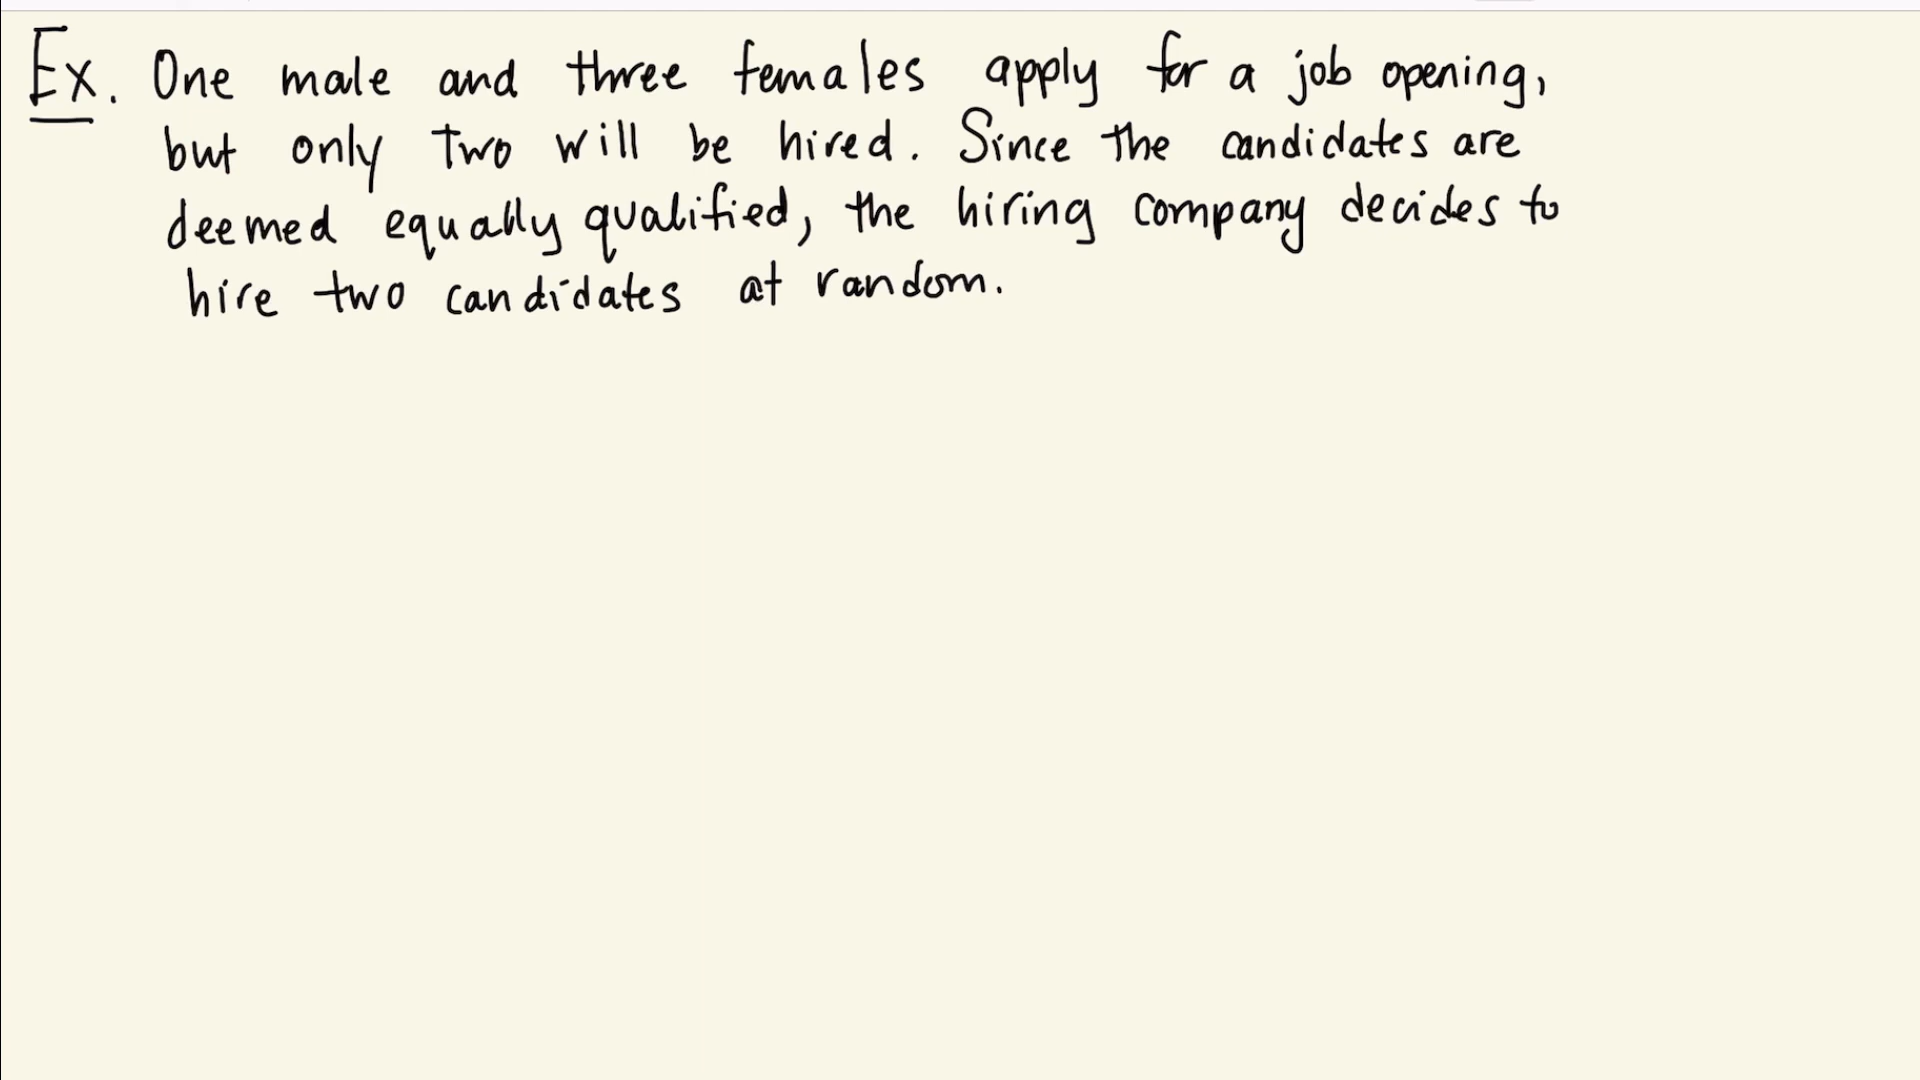 Ex. One male and three females apply for a job opening,
but only two will be hired. Since the candidates are
deemed equally qualified, the hiring company decides to
hire two candidates at random.